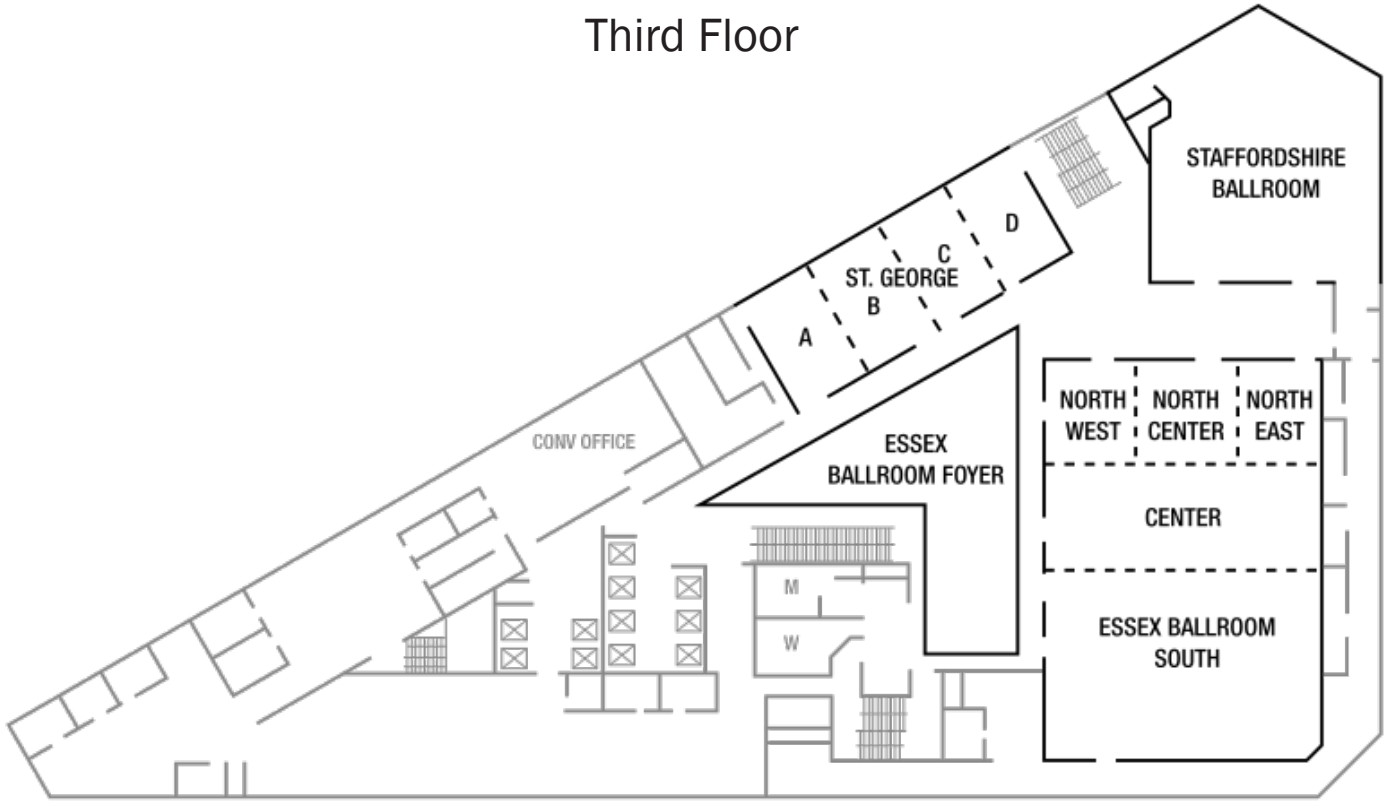 Third Floor
STAFFORDSHIRE
BALLROOM
D
C
ST. GEORGE
B
A
NORTH
WEST
NORTH
CENTER
NORTH
EAST
CONV OFFICE
ESSEX
BALLROOM FOYER
CENTER
M
W
ESSEX BALLROOM
SOUTH